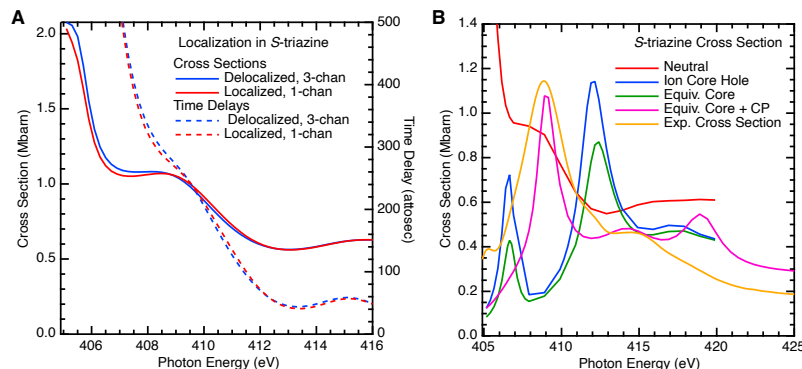 A
Localization in S-triazine
Cross Sections
Delocalized, 3-chan
Localized, 1-chan
Time Delays
Delocalized, 3-chan
Localized, 1-chan
2.0
1.5
1.0
0.5
0.0
Cross Section (Mbarn)
500
400
300
200
100
0
Time Delay (attosec)
406 408 410 412 414 416
Photon Energy (eV)
B
S-triazine Cross Section
Neutral
Ion Core Hole
Equiv. Core
Equiv. Core + CP
Exp. Cross Section
1.4
1.2
1.0
0.8
0.6
0.4
0.2
0.0
Cross Section (Mbarn)
405 410 415 420 425
Photon Energy (eV)